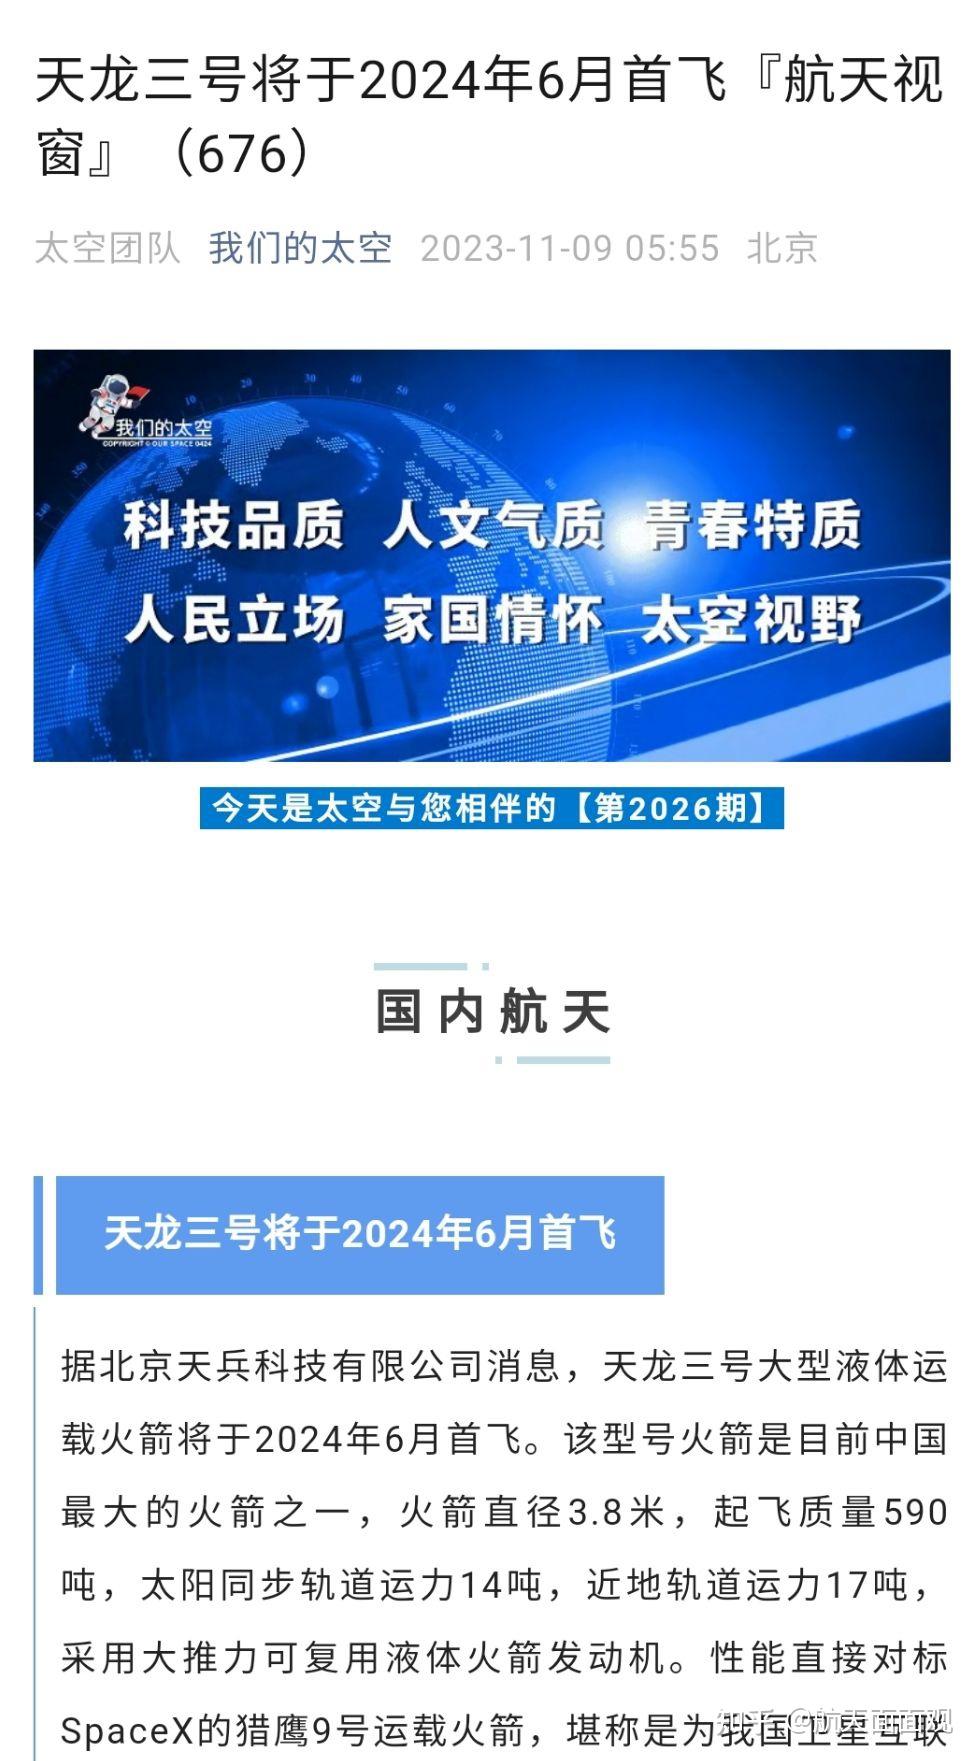 天龙三号将于2024年6月首飞『航天视
窗』（676）
太空团队 我们的太空 2023-11-09 05:55 北京
我们的太空
COPYRIGHT © OUR SPACE 0424
科技品质 人文气质 青春特质
人民立场 家国情怀 太空视野
今天是太空与您相伴的【第2026期】
国内航天
天龙三号将于2024年6月首飞
据北京天兵科技有限公司消息，天龙三号大型液体运
载火箭将于2024年6月首飞。该型号火箭是目前中国
最大的火箭之一，火箭直径3.8米，起飞质量590
吨，太阳同步轨道运力14吨，近地轨道运力17吨，
采用大推力可复用液体火箭发动机。性能直接对标
SpaceX的猎鹰9号运载火箭，堪称是为我国卫星互联
知乎 @航天面面观